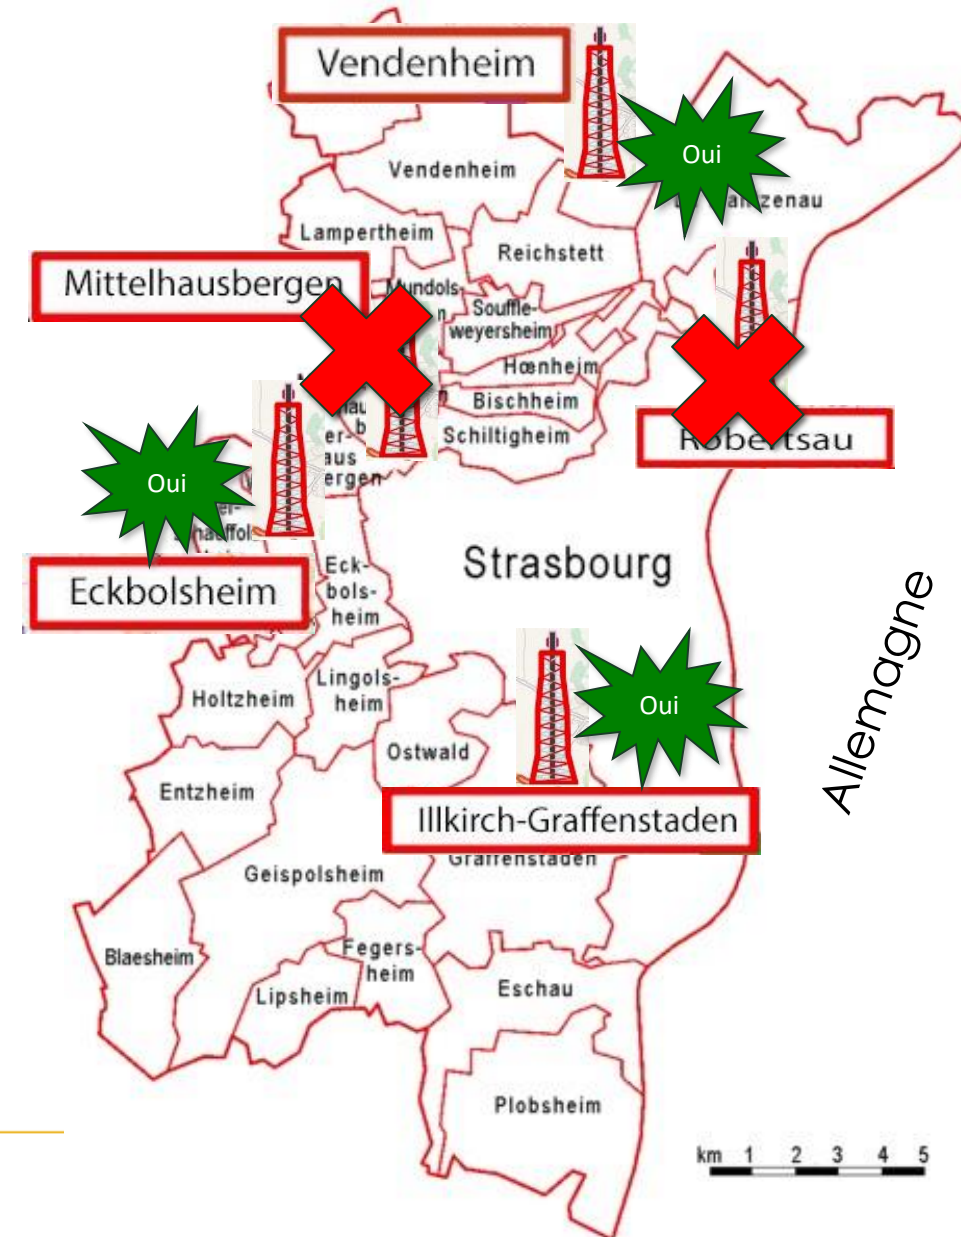 Vendenheim
Oui
Vendenheim
Lampertheim
Reichstett
Mittelhausbergen
Souffle-
weyersheim
Hœnheim
Bischheim
Schiltigheim
Robertsau
Oui
Eckbolsheim
Eck-
bols-
heim
Strasbourg
Allemagne
Holtzheim
Lingols-
heim
Ostwald
Oui
Entzheim
Illkirch-Graffenstaden
Graffenstaden
Geispolsheim
Blaesheim
Fegers-
heim
Lipsheim
Eschau
Plobsheim
km 1 2 3 4 5